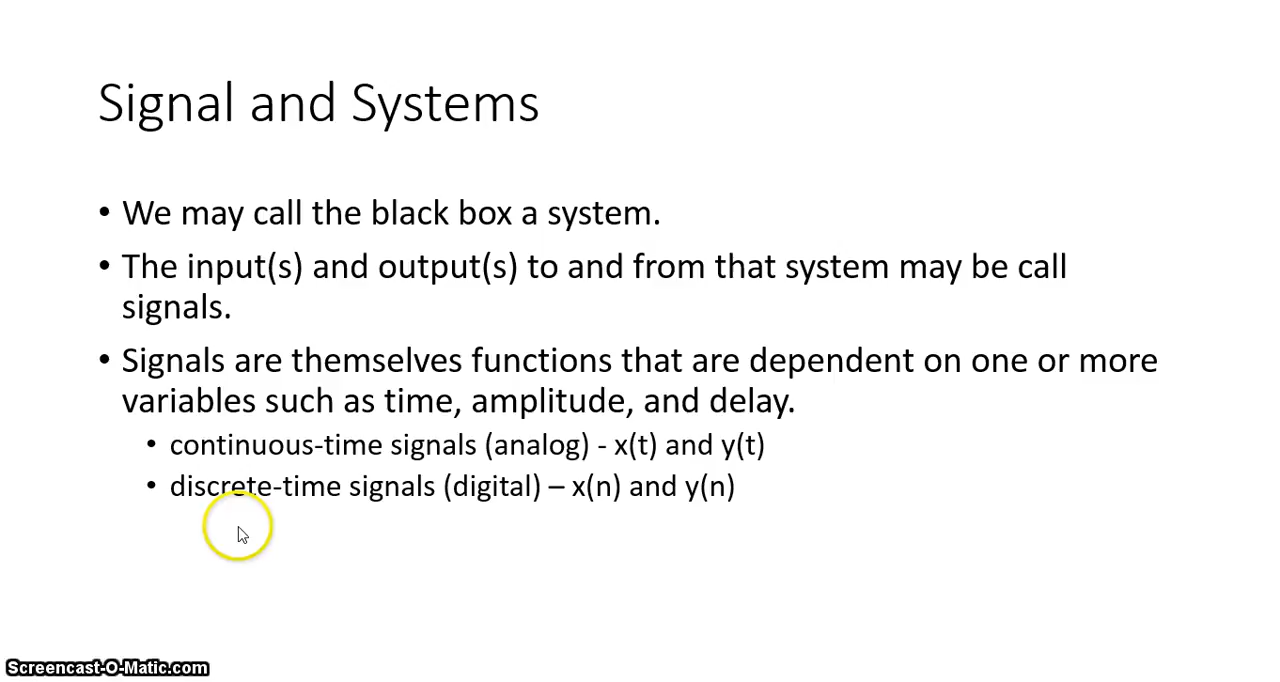 Signal and Systems
• We may call the black box a system.
• The input(s) and output(s) to and from that system may be call
signals.
• Signals are themselves functions that are dependent on one or more
variables such as time, amplitude, and delay.
• continuous-time signals (analog) - x(t) and y(t)
• discrete-time signals (digital) – x(n) and y(n)
Screencast-O-Matic.com